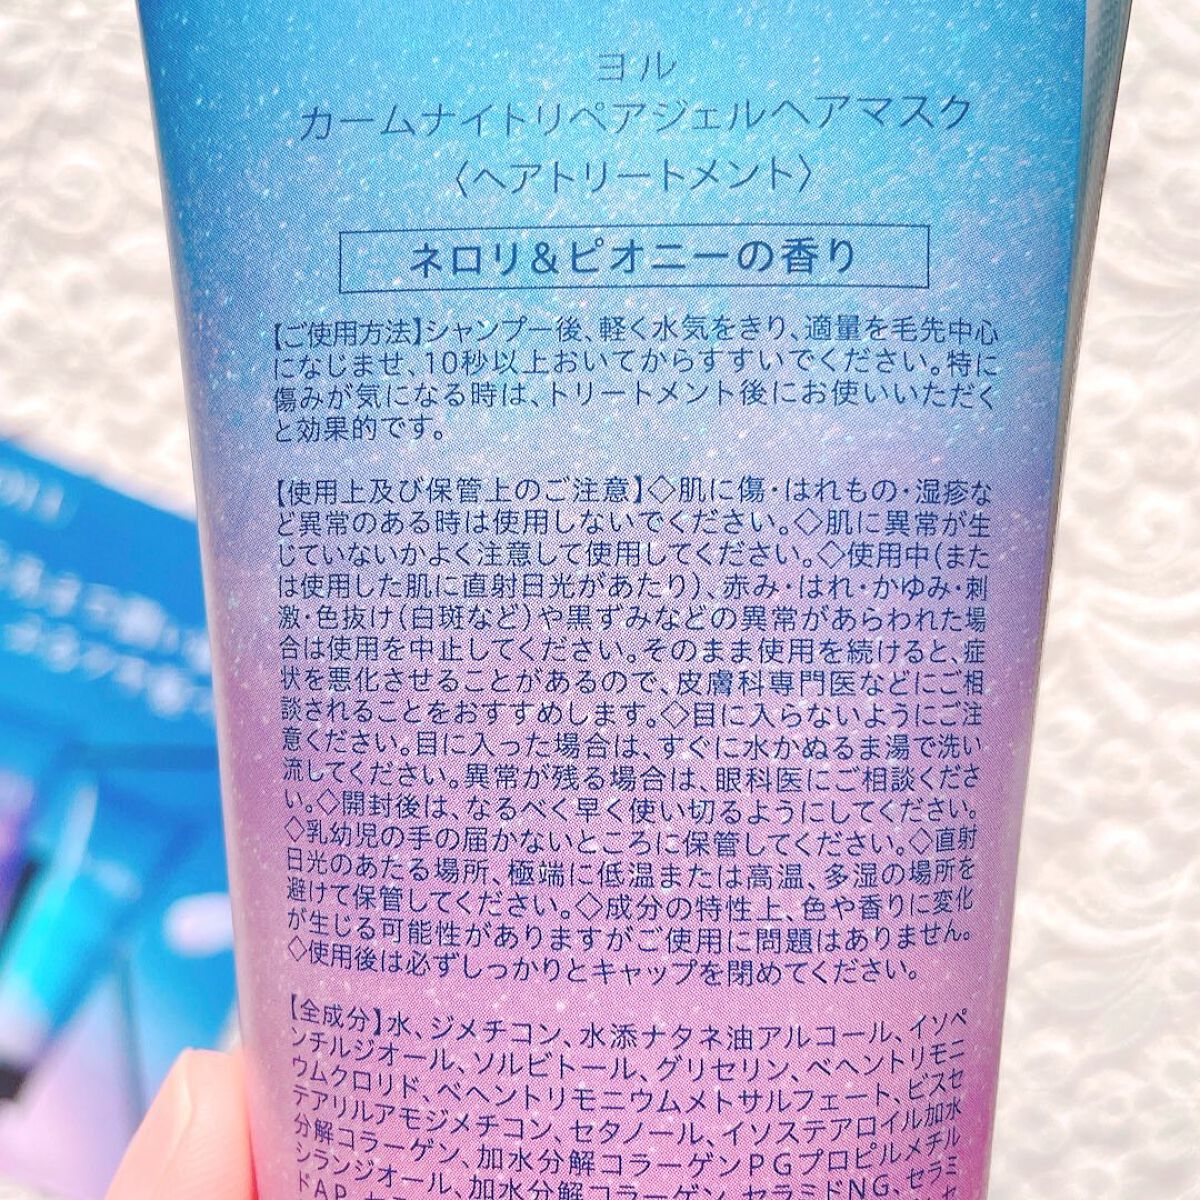 ヨル
カームナイトリペアジェルヘアマスク
〈ヘアトリートメント〉
ネロリ&ピオニーの香り
【ご使用方法】シャンプー後、軽く水気をきり、適量を毛先中心
になじませ、10秒以上おいてからすすいでください。特に
傷みが気になる時は、トリートメント後にお使いいただく
と効果的です。
【使用上及び保管上のご注意】◇肌に傷・はれもの・湿疹な
ど異常のある時は使用しないでください。◇肌に異常が生
じていないかよく注意して使用してください。◇使用中(また
は使用した肌に直射日光があたり)、赤み・はれ・かゆみ・刺
激・色抜け(白斑など)や黒ずみなどの異常があらわれた場
合は使用を中止してください。そのまま使用を続けると、症
状を悪化させることがあるので、皮膚科専門医などにご相
談されることをおすすめします。◇目に入らないようにご注
意ください。目に入った場合は、すぐに水かぬるま湯で洗い
流してください。異常が残る場合は、眼科医にご相談くださ
い。◇開封後は、なるべく早く使い切るようにしてください。
◇乳幼児の手の届かないところに保管してください。◇直射
日光のあたる場所、極端に低温または高温、多湿の場所を
避けて保管してください。◇成分の特性上、色や香りに変化
が生じる可能性がありますがご使用に問題はありません。
◇使用後は必ずしっかりとキャップを閉めてください。
【全成分】水、ジメチコン、水添ナタネ油アルコール、イソペ
ンチルジオール、ソルビトール、グリセリン、ベヘントリモニ
ウムクロリド、ベヘントリモニウムメトサルフェート、ビスセ
テアリルアモジメチコン、セタノール、イソステアロイル加水
分解コラーゲン、加水分解コラーゲンPGプロピルメチル
シランジオール、加水分解コラーゲン、セラミドNG、セラミ
ドAP、セラ